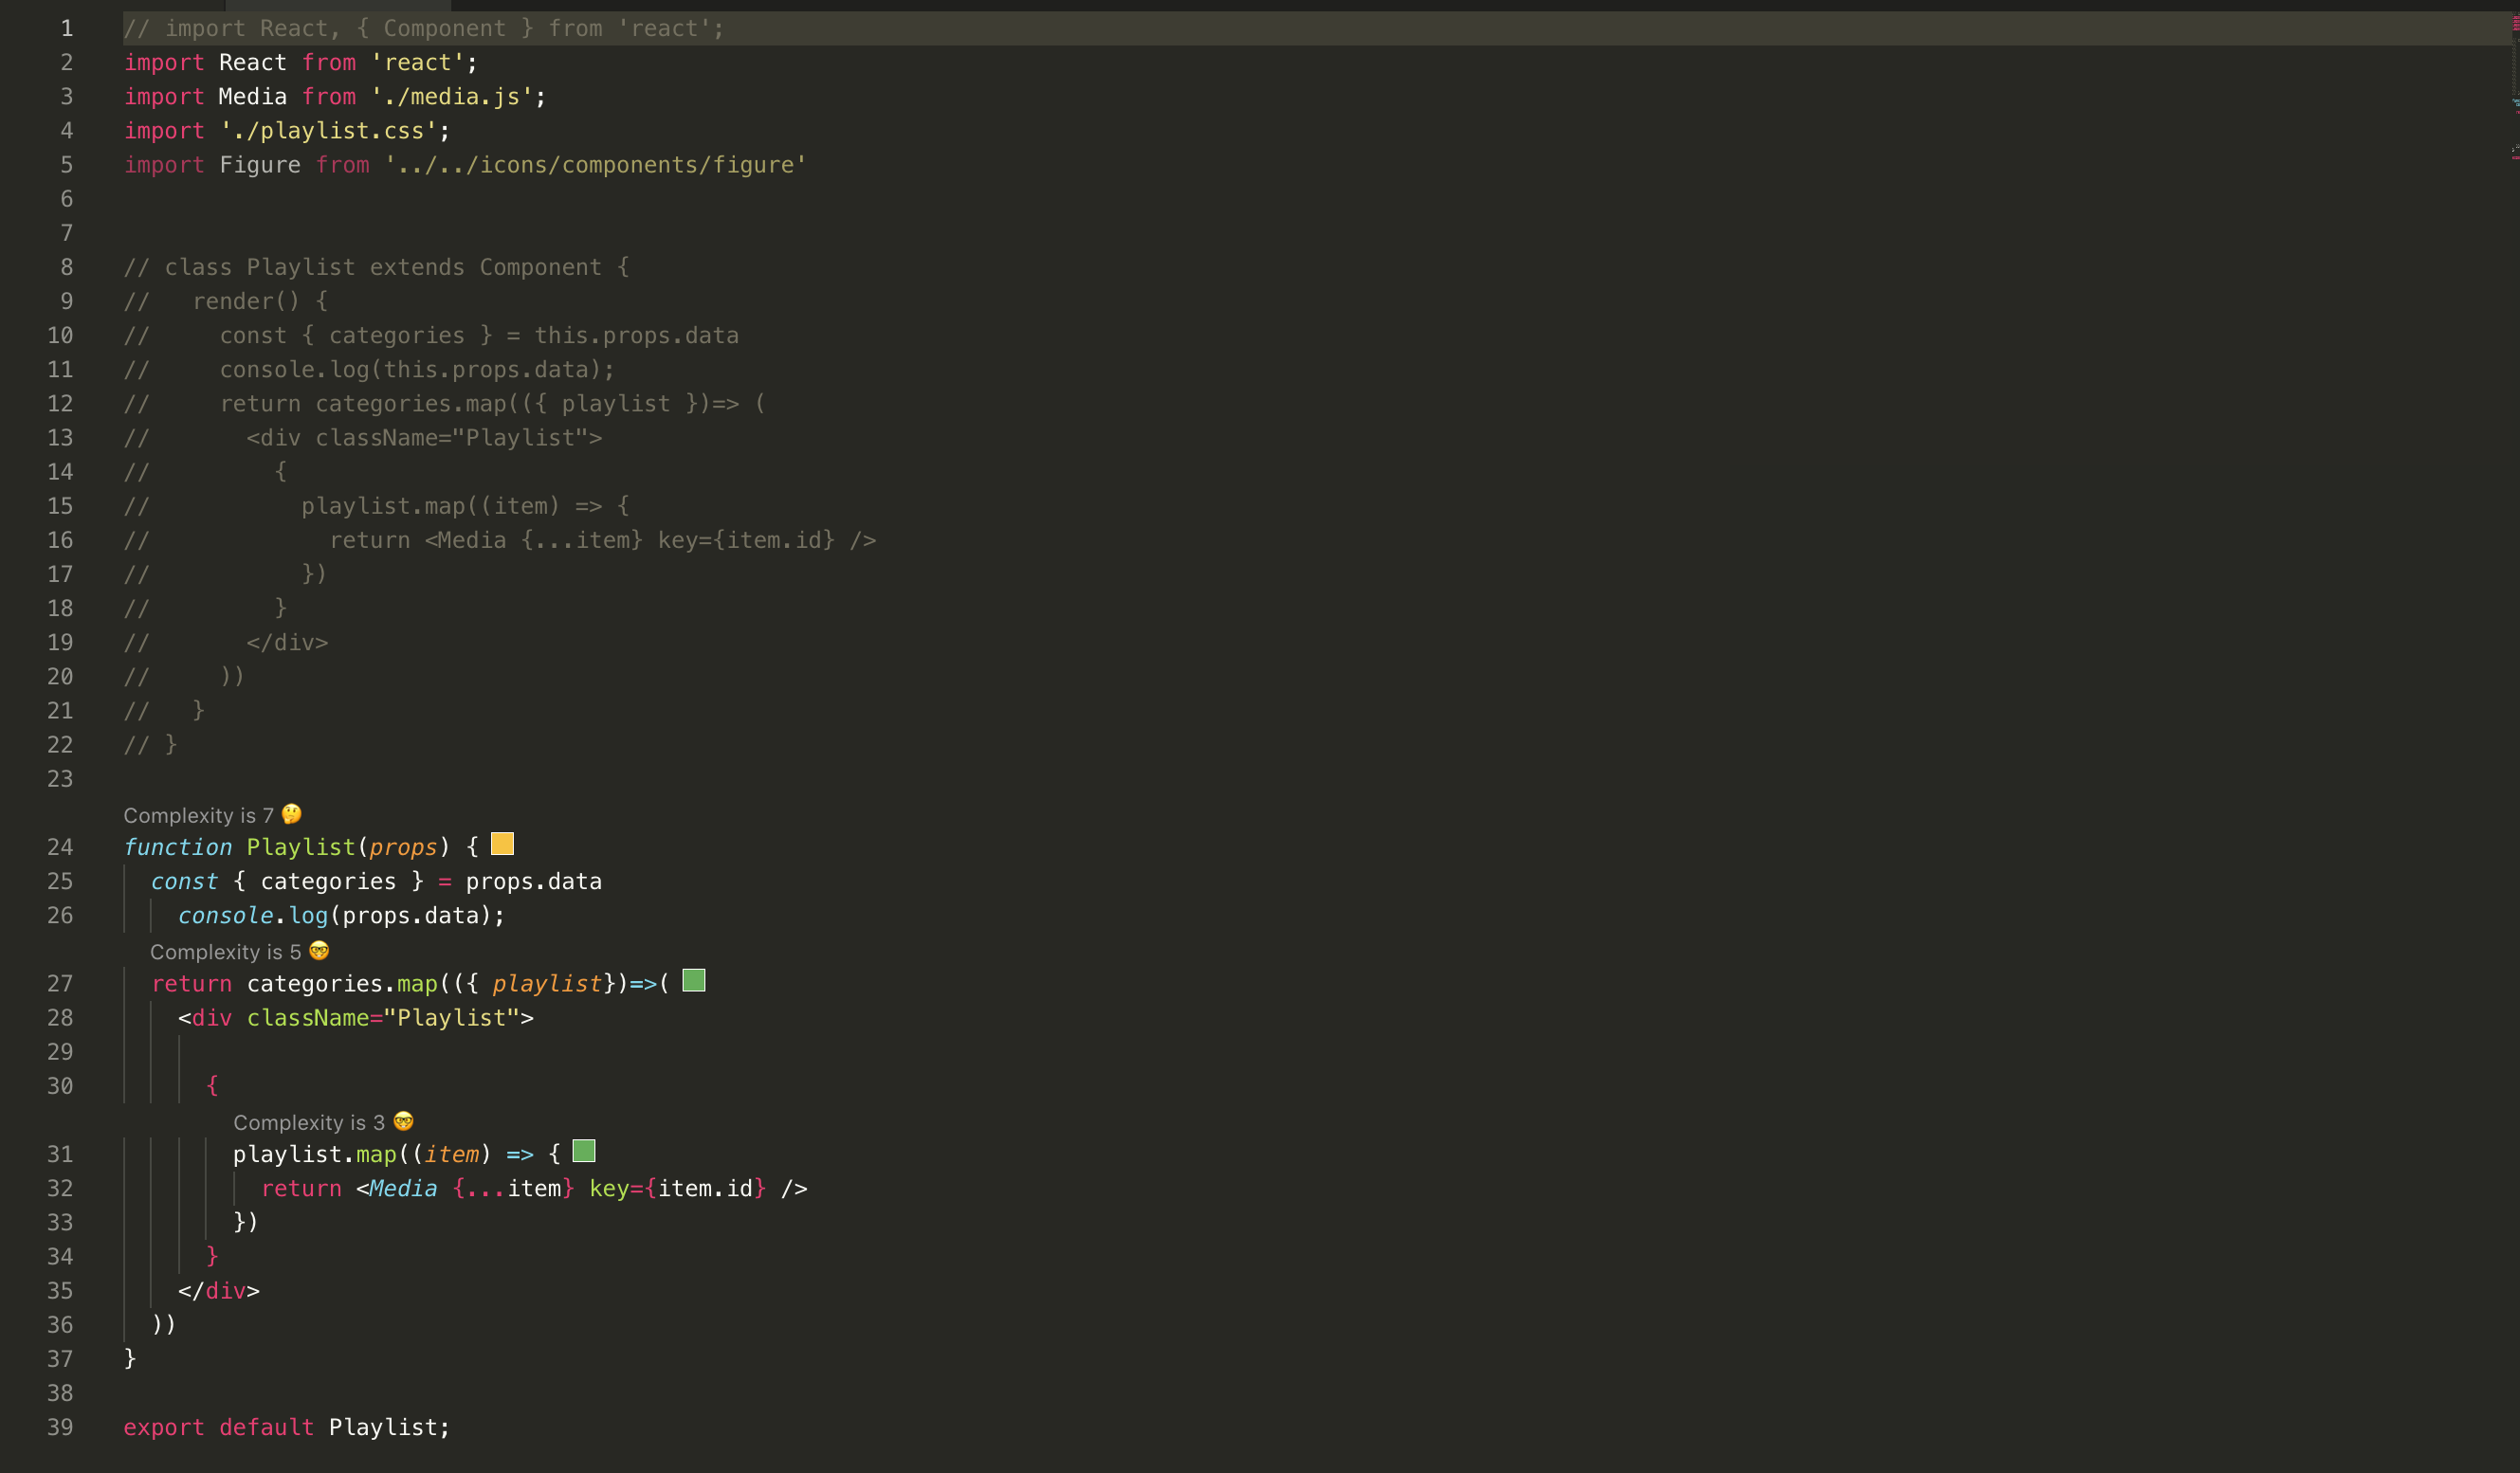 1 // import React, { Component } from 'react';
2 import React from 'react';
3 import Media from './media.js';
4 import './playlist.css';
5 import Figure from '../../icons/components/figure'
6
7
8 // class Playlist extends Component {
9 //   render() {
10 //     const { categories } = this.props.data
11 //     console.log(this.props.data);
12 //     return categories.map(({ playlist })=> (
13 //       <div className="Playlist">
14 //         {
15 //           playlist.map((item) => {
16 //             return <Media {...item} key={item.id} />
17 //           })
18 //         }
19 //       </div>
20 //     ))
21 //   }
22 // }
23
Complexity is 7 🤔
24 function Playlist(props) {
25   const { categories } = props.data
26     console.log(props.data);
Complexity is 5 🤓
27   return categories.map(({ playlist})=>(
28     <div className="Playlist">
29
30       {
Complexity is 3 🤓
31         playlist.map((item) => {
32           return <Media {...item} key={item.id} />
33         })
34       }
35     </div>
36   ))
37 }
38
39 export default Playlist;